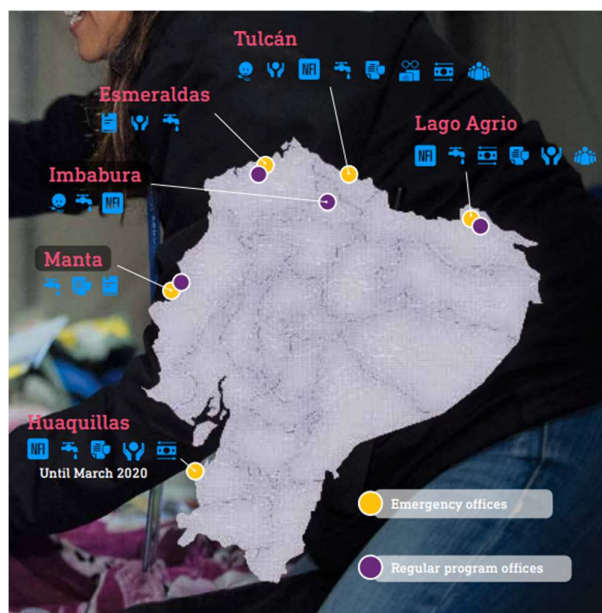 Tulcán
NFI
Esmeraldas
Lago Agrio
NFI
Imbabura
NFI
Manta
Huaquillas
NFI
Until March 2020
Emergency offices
Regular program offices